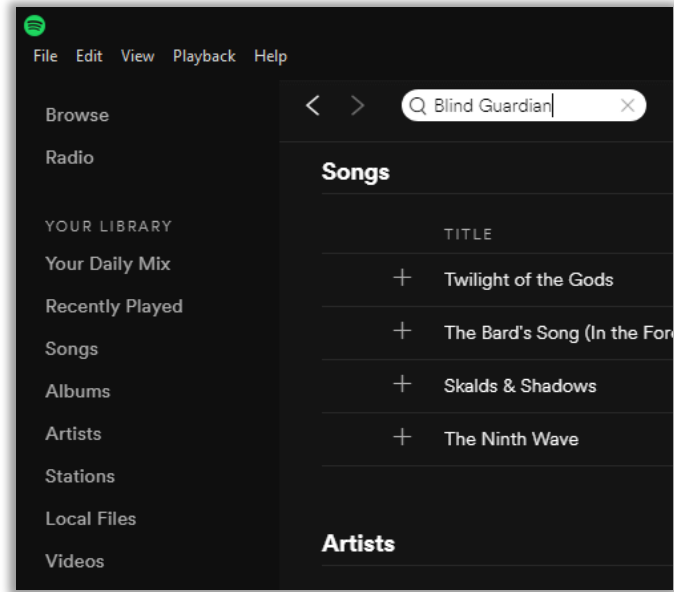 File Edit View Playback Help
Browse
Radio
YOUR LIBRARY
Your Daily Mix
Recently Played
Songs
Albums
Artists
Stations
Local Files
Videos
Blind Guardian
Songs
TITLE
Twilight of the Gods
The Bard's Song (In the
Skalds & Shadows
The Ninth Wave
Artists